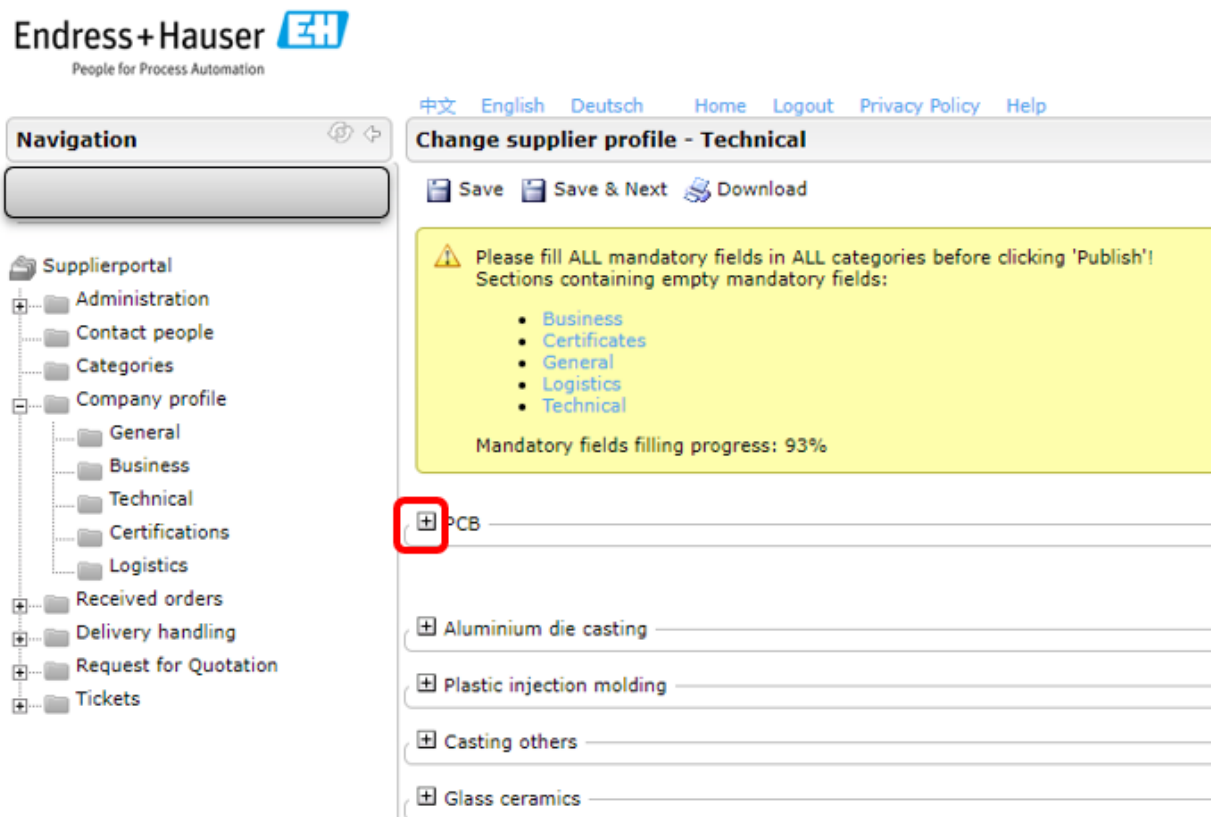 Endress+Hauser EH
People for Process Automation
中文 English Deutsch Home Logout Privacy Policy Help
Navigation
Change supplier profile - Technical
Save Save & Next Download
Please fill ALL mandatory fields in ALL categories before clicking 'Publish'!
Sections containing empty mandatory fields:
Business
Certificates
General
Logistics
Technical
Mandatory fields filling progress: 93%
Supplierportal
Administration
Contact people
Categories
Company profile
General
Business
Technical
Certifications
Logistics
Received orders
Delivery handling
Request for Quotation
Tickets
PCB
Aluminium die casting
Plastic injection molding
Casting others
Glass ceramics